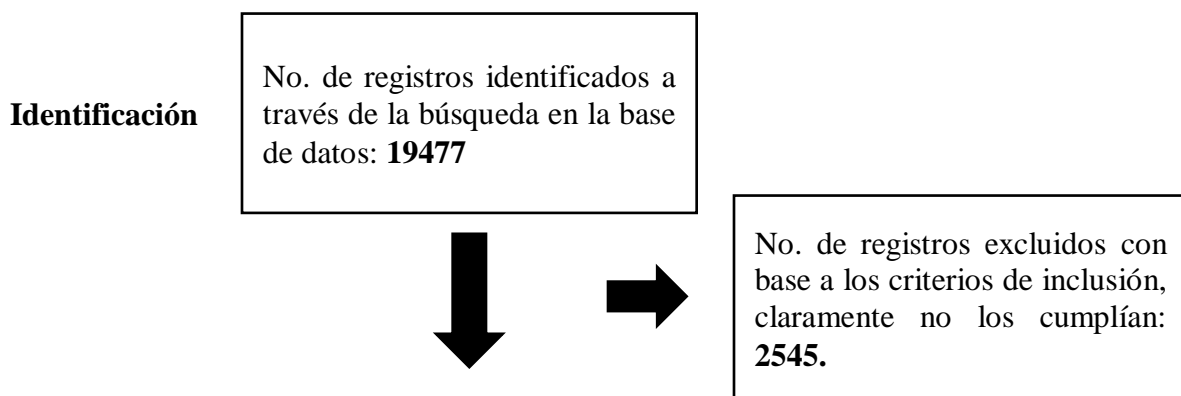 No. de registros identificados a
través de la búsqueda en la base
de datos: 19477
Identificación
No. de registros excluidos con
base a los criterios de inclusión,
claramente no los cumplían:
2545.